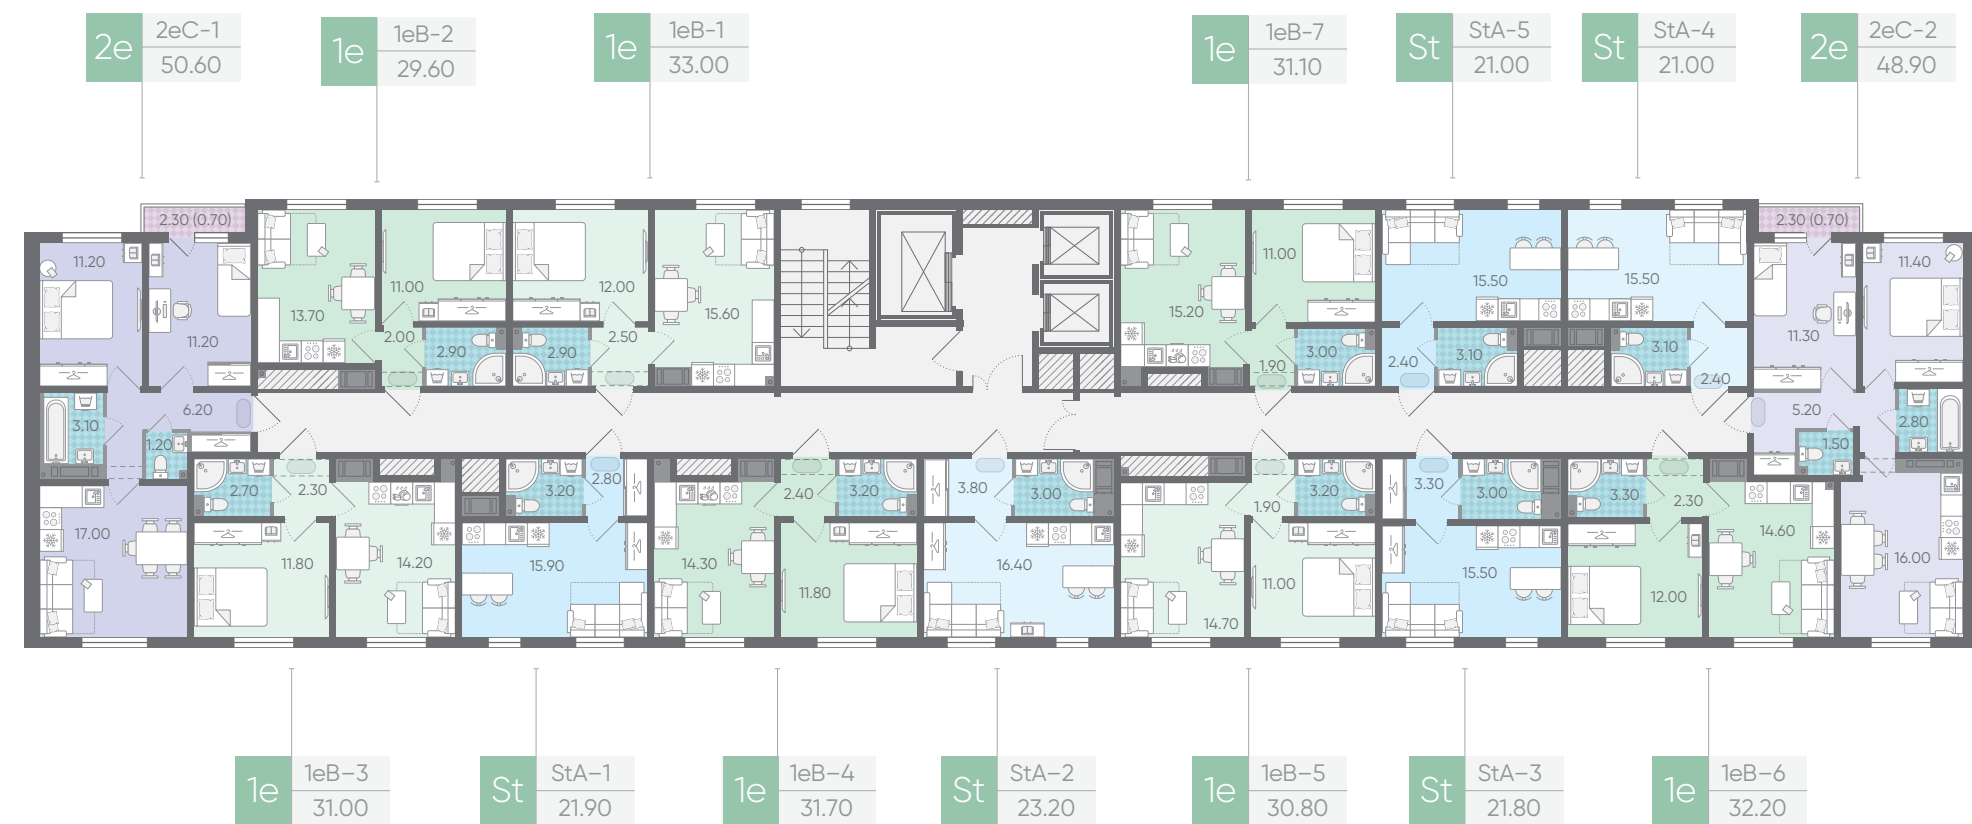 2e
2eC-1
50.60
1e
1eB-2
29.60
1e
1eB-1
33.00
1e
1eB-7
31.10
St
StA-5
21.00
St
StA-4
21.00
2e
2eC-2
48.90
2.30 (0.70)
2.30 (0.70)
11.20
11.20
13.70
11.00
2.00
2.90
12.00
2.90
2.50
15.60
15.20
11.00
1.90
3.00
15.50
2.40
3.10
15.50
3.10
2.40
11.30
11.40
6.20
3.10
1.20
5.20
1.50
2.80
17.00
2.70
2.30
11.80
14.20
3.20
2.80
15.90
14.30
2.40
3.20
11.80
3.80
3.00
16.40
14.70
1.90
3.20
11.00
3.30
3.00
15.50
3.30
2.30
12.00
14.60
16.00
1e
1eB–3
31.00
St
StA–1
21.90
1e
1eB–4
31.70
St
StA–2
23.20
1e
1eB–5
30.80
St
StA–3
21.80
1e
1eB–6
32.20